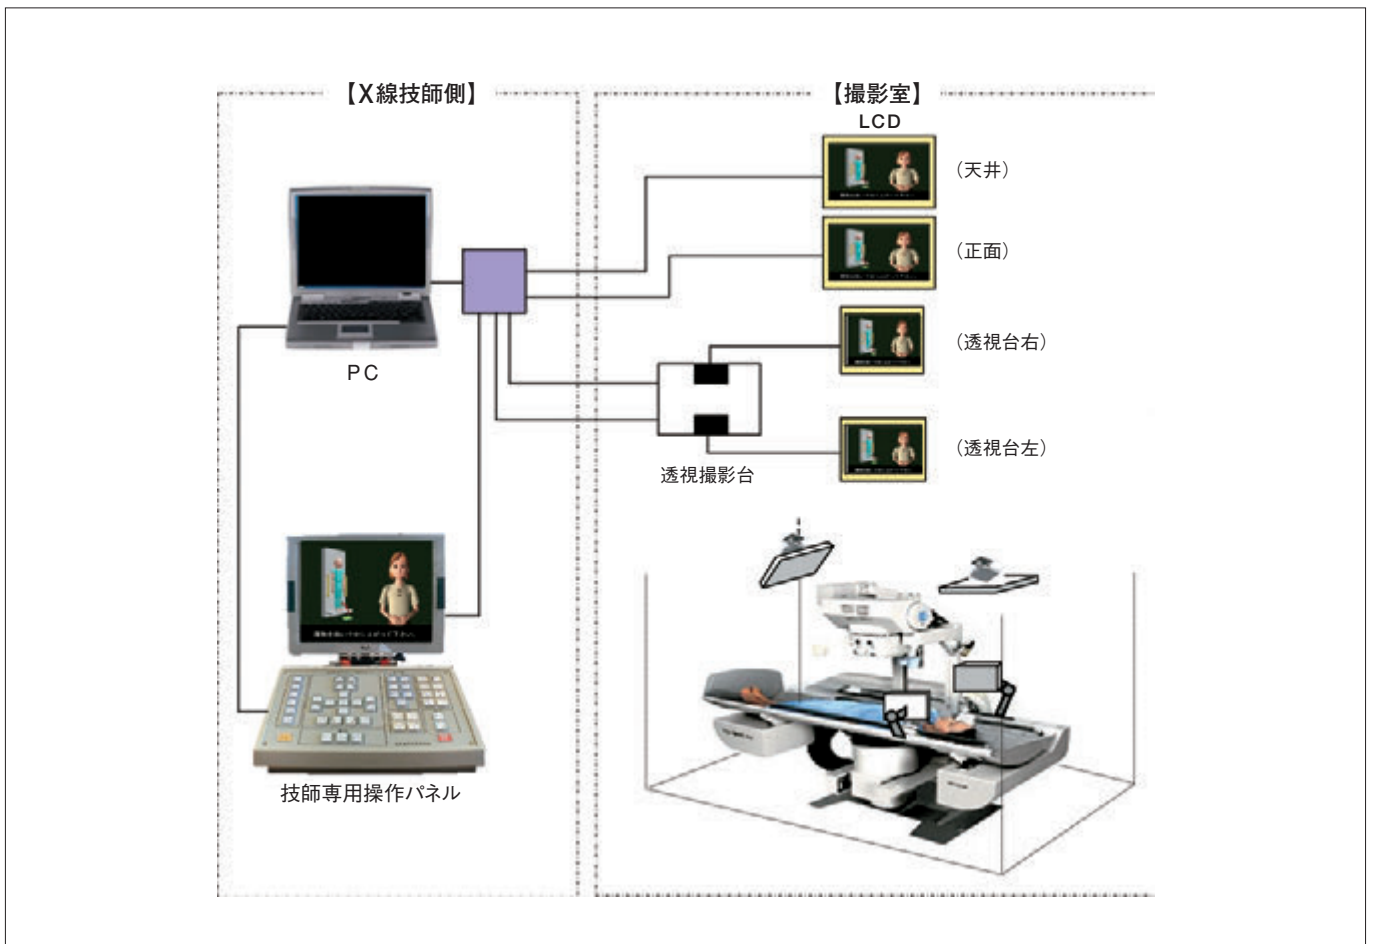 【X線技師側】
【撮影室】
LCD
（天井）
（正面）
（透視台右）
（透視台左）
PC
透視撮影台
技師専用操作パネル